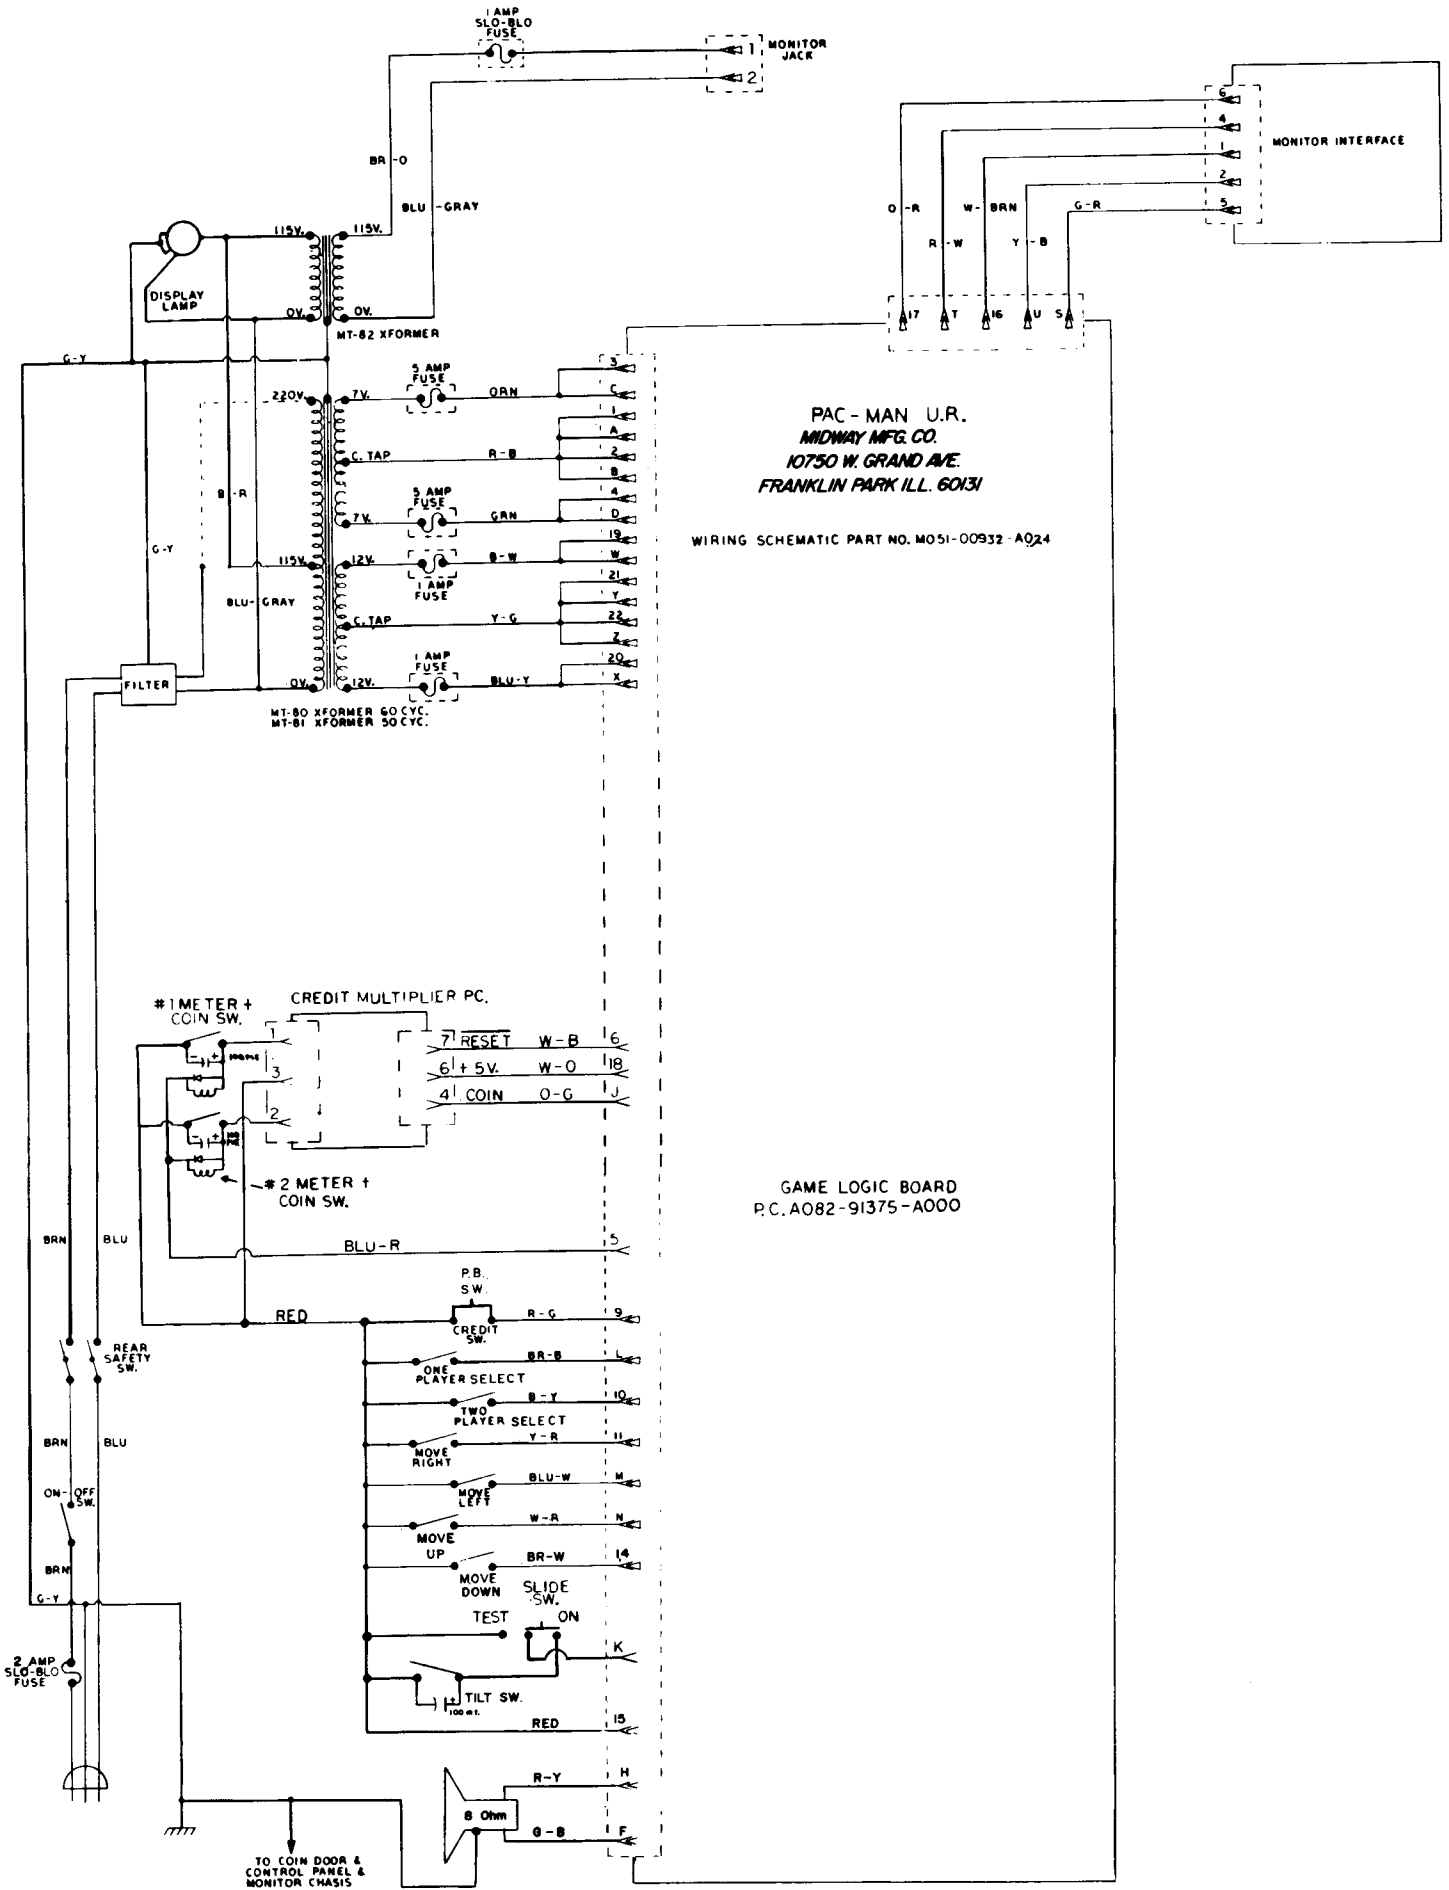 1 AMP
SLO-BLO
FUSE
1
MONITOR
JACK
2
6
4
MONITOR INTERFACE
1
2
5
BR-O
BLU-GRAY
O-R
W-BRN
G-R
R-W
Y-B
115V.
115V.
DISPLAY
LAMP
0V.
0V.
MT-82 XFORMER
17
T
16
U
S
G-Y
220V.
7V.
5 AMP
FUSE
ORN
3
C
1
A
C. TAP
R-B
2
B
B-R
5 AMP
FUSE
4
7V.
GRN
D
G-Y
115V.
12V.
B-W
19
W
1 AMP
FUSE
21
Y
BLU-GRAY
C. TAP
Y-G
22
Z
1 AMP
FUSE
20
FILTER
0V.
12V.
BLU-Y
X
MT-80 XFORMER 60 CYC.
MT-81 XFORMER 50 CYC.
PAC-MAN U.R.
MIDWAY MFG. CO.
10750 W. GRAND AVE.
FRANKLIN PARK ILL. 60131
WIRING SCHEMATIC PART NO. M051-00932-A024
#1 METER +
COIN SW.
CREDIT MULTIPLIER PC.
1
7
RESET
W-B
6
- +
3
6
+5V.
W-O
18
4
COIN
O-G
J
2
- +
#2 METER +
COIN SW.
GAME LOGIC BOARD
P.C. A082-91375-A000
BRN
BLU
BLU-R
5
P.B.
SW.
RED
R-G
9
CREDIT
SW.
REAR
SAFETY
SW.
BR-B
L
ONE
PLAYER SELECT
B-Y
10
TWO
PLAYER SELECT
BRN
BLU
Y-R
11
MOVE
RIGHT
BLU-W
M
MOVE
LEFT
ON-OFF
SW.
W-R
N
MOVE
UP
BR-W
14
BRN
MOVE
DOWN
G-Y
SLIDE
SW.
TEST
ON
K
2 AMP
SLO-BLO
FUSE
TILT SW.
+
100 mf.
RED
15
R-Y
H
8 Ohm
G-B
F
TO COIN DOOR &
CONTROL PANEL &
MONITOR CHASIS